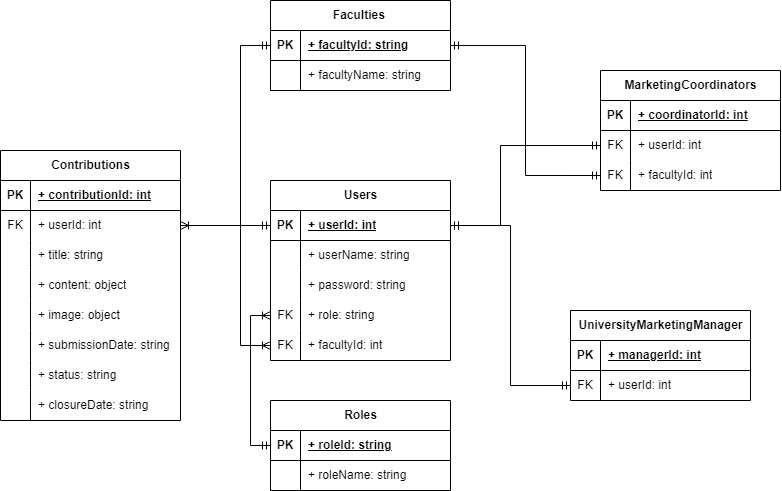 Faculties
PK + facultyId: string
+ facultyName: string
MarketingCoordinators
PK + coordinatorId: int
FK + userId: int
FK + facultyId: int
Contributions
PK + contributionId: int
FK + userId: int
+ title: string
+ content: object
+ image: object
+ submissionDate: string
+ status: string
+ closureDate: string
Users
PK + userId: int
+ userName: string
+ password: string
FK + role: string
FK + facultyId: int
UniversityMarketingManager
PK + managerId: int
FK + userId: int
Roles
PK + roleId: string
+ roleName: string